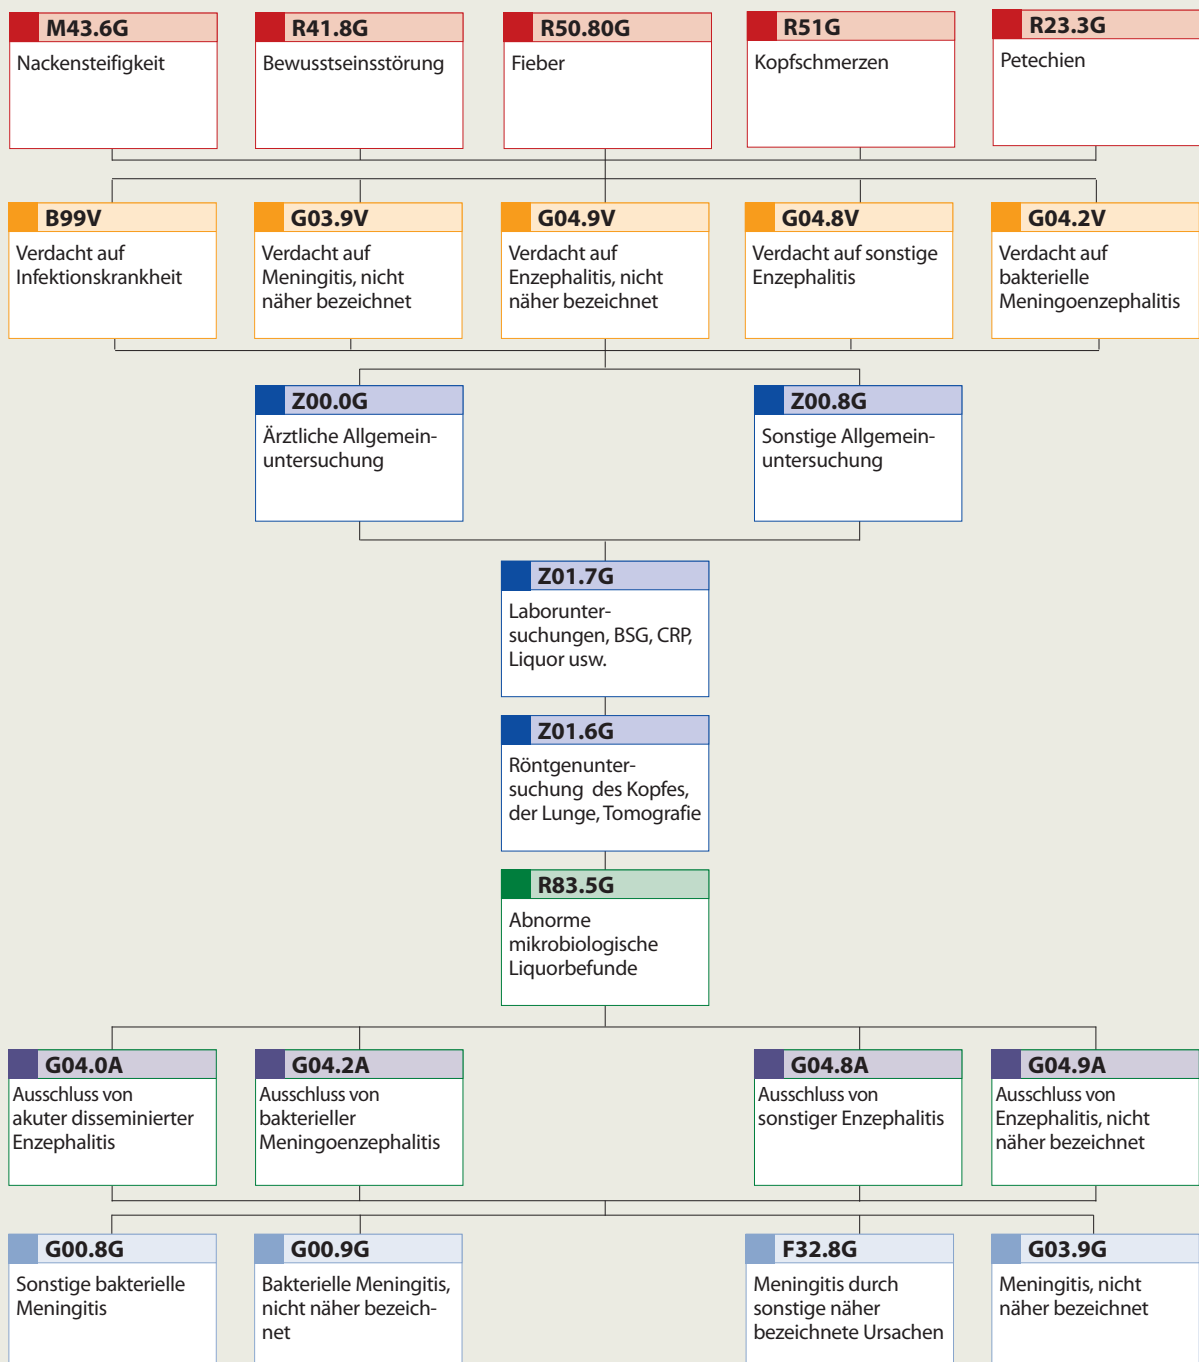 M43.6G
Nackensteifigkeit
R41.8G
Bewusstseinsstörung
R50.80G
Fieber
R51G
Kopfschmerzen
R23.3G
Petechien
B99V
Verdacht auf
Infektionskrankheit
G03.9V
Verdacht auf
Meningitis, nicht
näher bezeichnet
G04.9V
Verdacht auf
Enzephalitis, nicht
näher bezeichnet
G04.8V
Verdacht auf sonstige
Enzephalitis
G04.2V
Verdacht auf
bakterielle
Meningoenzephalitis
Z00.0G
Ärztliche Allgemein-
untersuchung
Z00.8G
Sonstige Allgemein-
untersuchung
Z01.7G
Laborunter-
suchungen, BSG, CRP,
Liquor usw.
Z01.6G
Röntgenunter-
suchung des Kopfes,
der Lunge, Tomografie
R83.5G
Abnorme
mikrobiologische
Liquorbefunde
G04.0A
Ausschluss von
akuter disseminierter
Enzephalitis
G04.2A
Ausschluss von
bakterieller
Meningoenzephalitis
G04.8A
Ausschluss von
sonstiger Enzephalitis
G04.9A
Ausschluss von
Enzephalitis, nicht
näher bezeichnet
G00.8G
Sonstige bakterielle
Meningitis
G00.9G
Bakterielle Meningitis,
nicht näher bezeich-
net
F32.8G
Meningitis durch
sonstige näher
bezeichnete Ursachen
G03.9G
Meningitis, nicht
näher bezeichnet